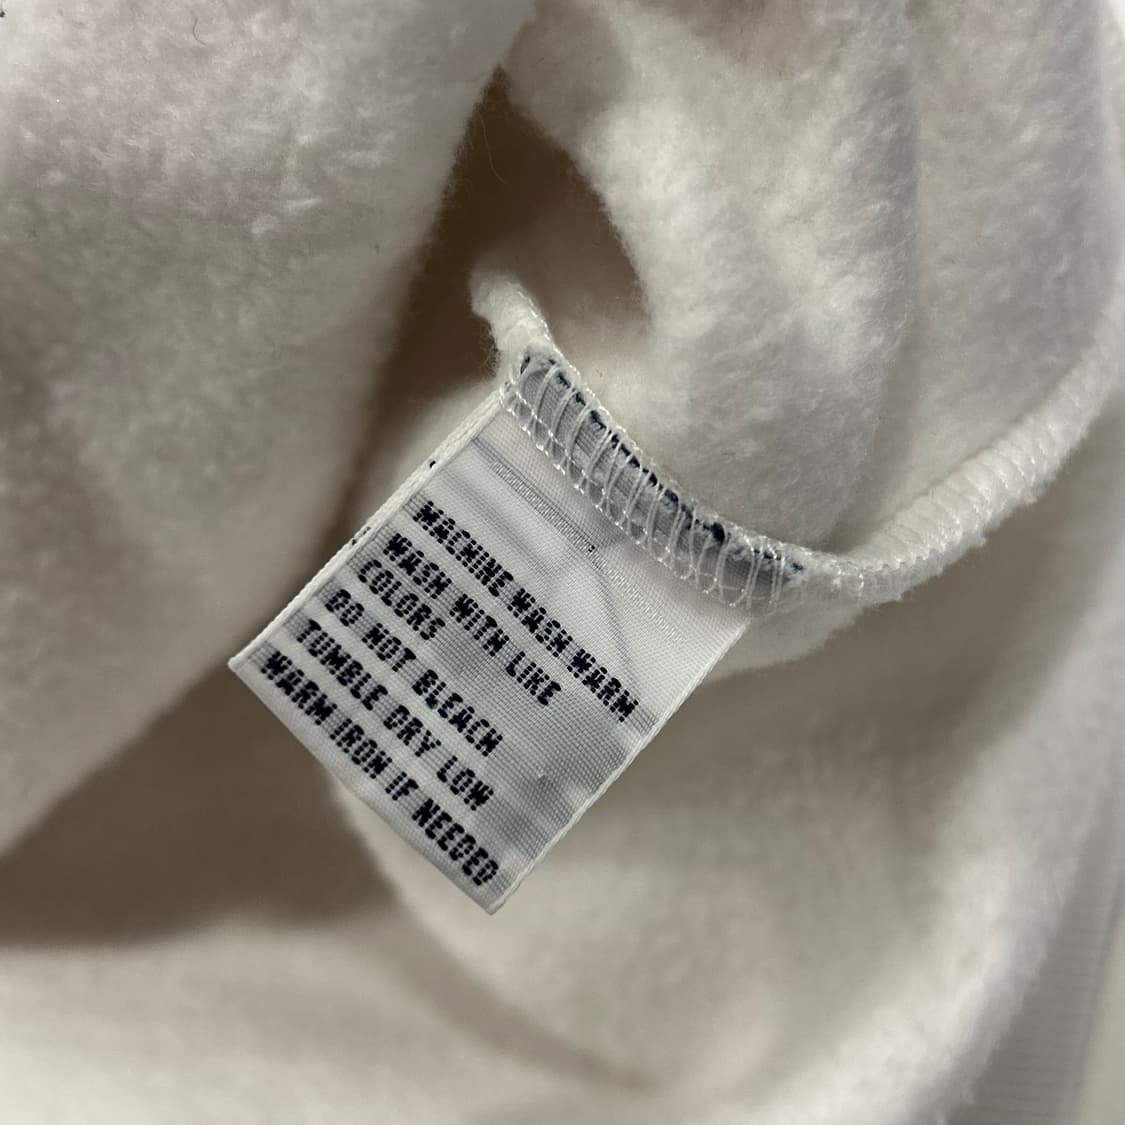 MACHINE WASH WARM
WASH WITH LIKE
COLORS
DO NOT BLEACH
TUMBLE DRY LOW
WARM IRON IF NEEDED